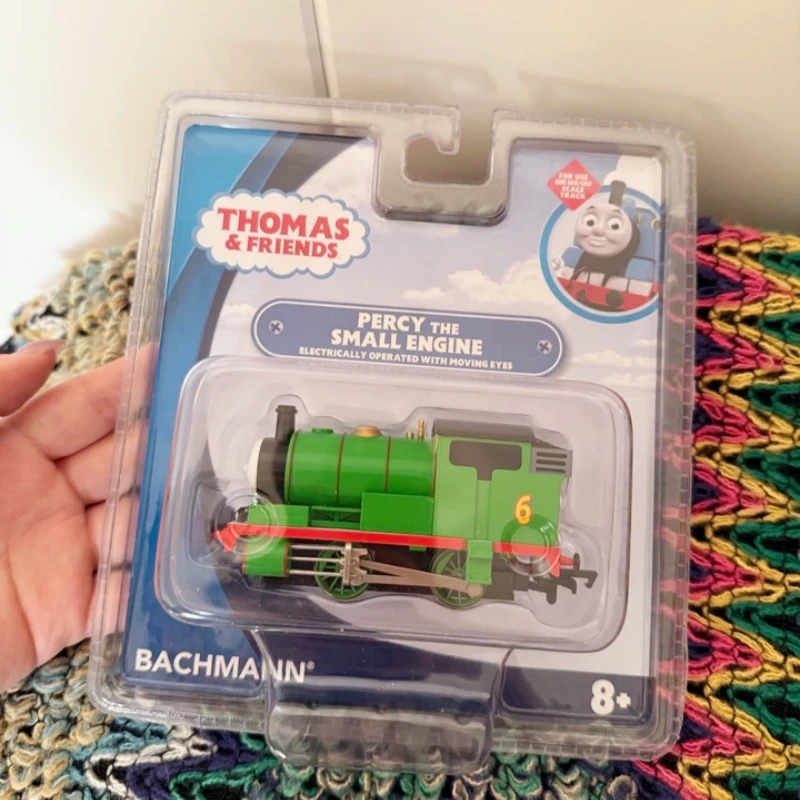 THOMAS
& FRIENDS
FOR USE
ON HO/OO
SCALE
TRACK
PERCY THE
SMALL ENGINE
ELECTRICALLY OPERATED WITH MOVING EYES
6
BACHMANN®
8+